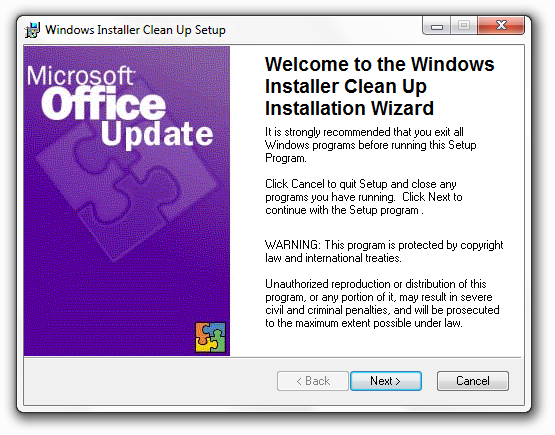 Windows Installer Clean Up Setup
Microsoft
Office
Update
Welcome to the Windows
Installer Clean Up
Installation Wizard
It is strongly recommended that you exit all
Windows programs before running this Setup
Program.
Click Cancel to quit Setup and close any
programs you have running. Click Next to
continue with the Setup program .
WARNING: This program is protected by copyright
law and international treaties.
Unauthorized reproduction or distribution of this
program, or any portion of it, may result in severe
civil and criminal penalties, and will be prosecuted
to the maximum extent possible under law.
< Back Next > Cancel